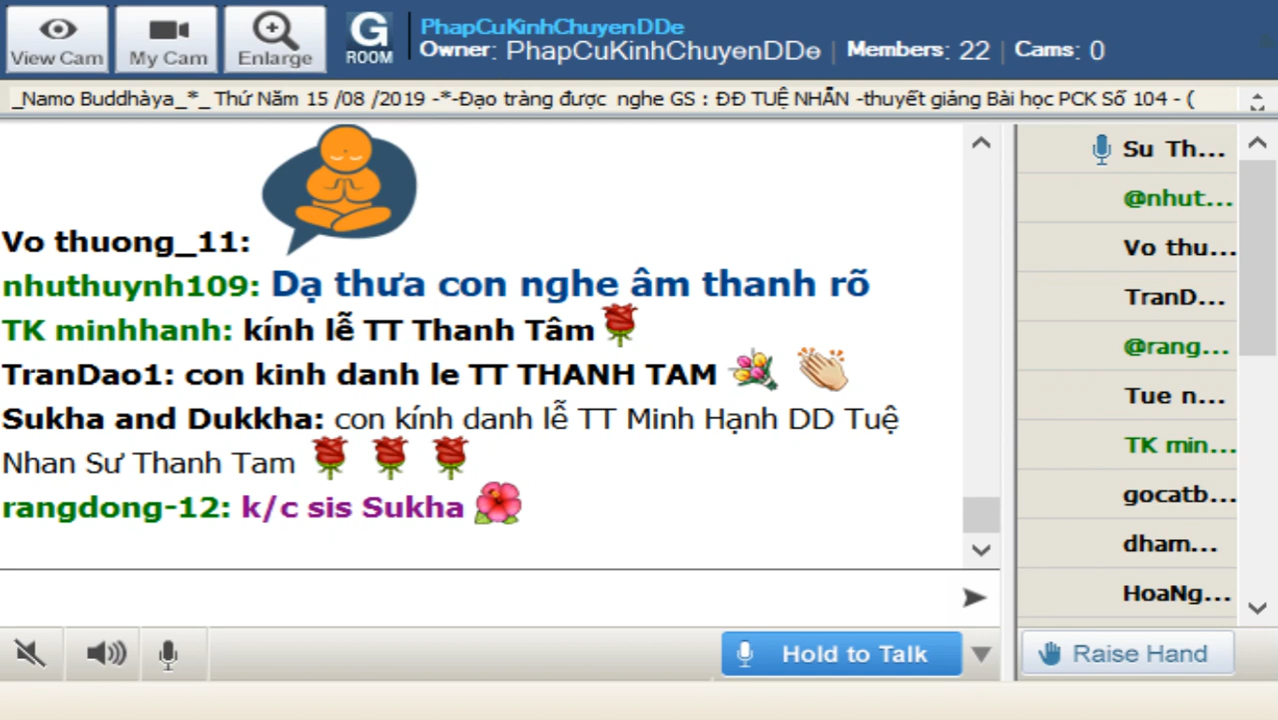 View Cam
My Cam
Enlarge
G
ROOM
PhapCuKinhChuyenDDe
Owner: PhapCuKinhChuyenDDe | Members: 22 | Cams: 0
_Namo Buddhàya_*_ Thứ Năm 15 /08 /2019 -*-Đạo tràng được nghe GS : ĐĐ TUỆ NHẪN -thuyết giảng Bài học PCK Số 104 - (
Vo thuong_11:
nhuthuynh109: Dạ thưa con nghe âm thanh rõ
TK minhhanh: kính lễ TT Thanh Tâm
TranDao1: con kinh danh le TT THANH TAM
Sukha and Dukkha: con kính danh lễ TT Minh Hạnh DD Tuệ
Nhan Sư Thanh Tam
rangdong-12: k/c sis Sukha
Su Th...
@nhut...
Vo thu...
TranD...
@rang...
Tue n...
TK min...
gocatb...
dham...
HoaNg...
Hold to Talk
Raise Hand